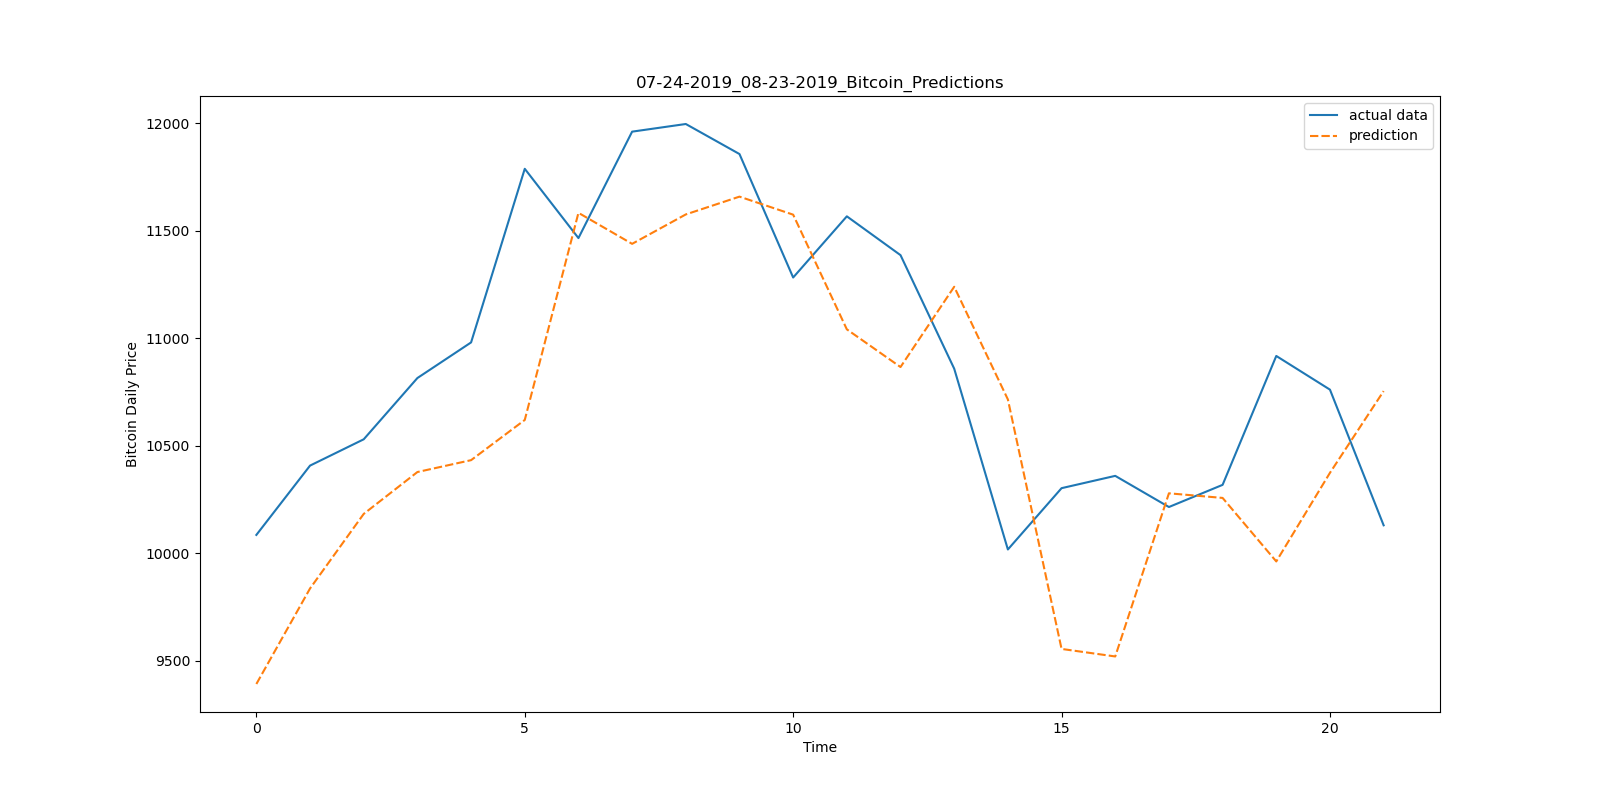 07-24-2019_08-23-2019_Bitcoin_Predictions
actual data
prediction
12000
11500
11000
10500
10000
9500
Bitcoin Daily Price
0 5 10 15 20
Time